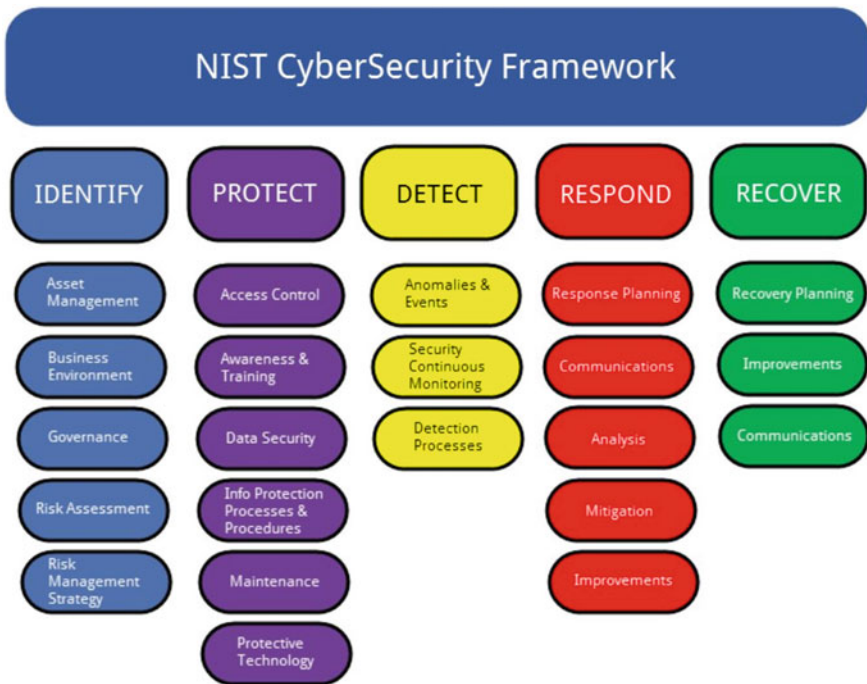 NIST CyberSecurity Framework
IDENTIFY
PROTECT
DETECT
RESPOND
RECOVER
Asset
Management
Business
Environment
Governance
Risk Assessment
Risk
Management
Strategy
Access Control
Awareness &
Training
Data Security
Info Protection
Processes &
Procedures
Maintenance
Protective
Technology
Anomalies &
Events
Security
Continuous
Monitoring
Detection
Processes
Response Planning
Communications
Analysis
Mitigation
Improvements
Recovery Planning
Improvements
Communications